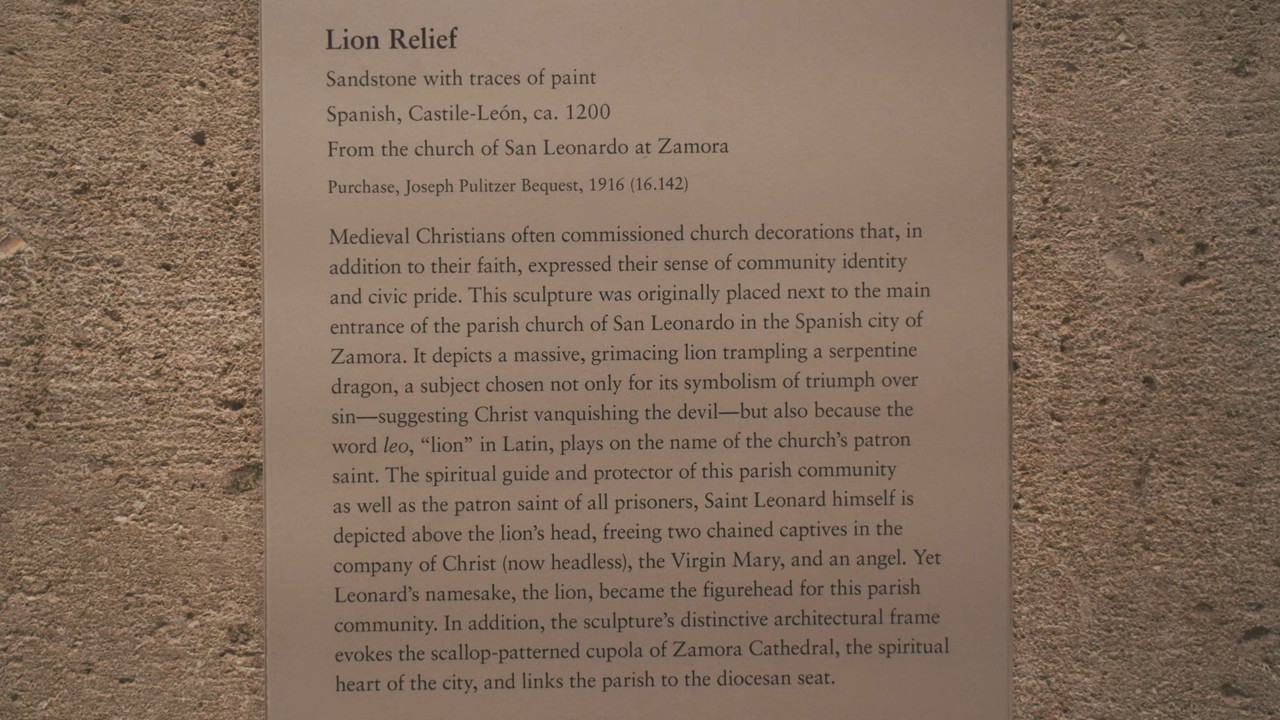 Lion Relief
Sandstone with traces of paint
Spanish, Castile-León, ca. 1200
From the church of San Leonardo at Zamora
Purchase, Joseph Pulitzer Bequest, 1916 (16.142)
Medieval Christians often commissioned church decorations that, in
addition to their faith, expressed their sense of community identity
and civic pride. This sculpture was originally placed next to the main
entrance of the parish church of San Leonardo in the Spanish city of
Zamora. It depicts a massive, grimacing lion trampling a serpentine
dragon, a subject chosen not only for its symbolism of triumph over
sin—suggesting Christ vanquishing the devil—but also because the
word leo, “lion” in Latin, plays on the name of the church’s patron
saint. The spiritual guide and protector of this parish community
as well as the patron saint of all prisoners, Saint Leonard himself is
depicted above the lion’s head, freeing two chained captives in the
company of Christ (now headless), the Virgin Mary, and an angel. Yet
Leonard’s namesake, the lion, became the figurehead for this parish
community. In addition, the sculpture’s distinctive architectural frame
evokes the scallop-patterned cupola of Zamora Cathedral, the spiritual
heart of the city, and links the parish to the diocesan seat.